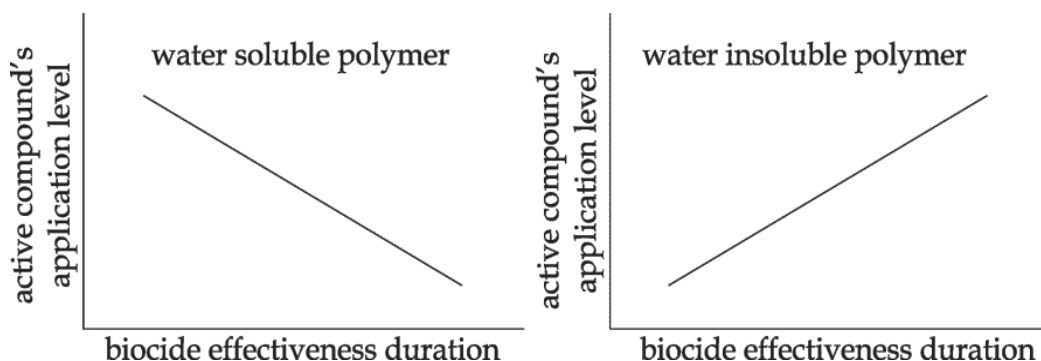 water soluble polymer
active compound's
application level
biocide effectiveness duration
water insoluble polymer
active compound's
application level
biocide effectiveness duration